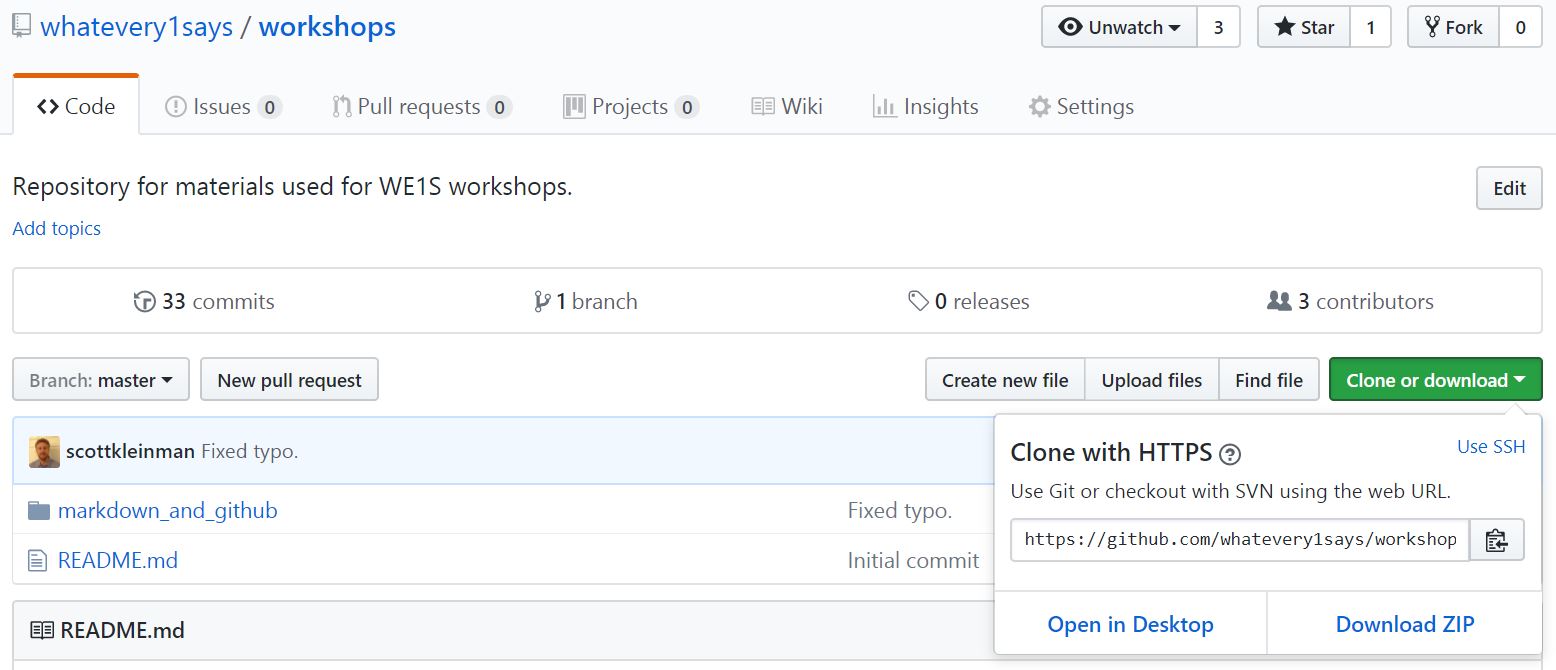 whatevery1says / workshops
Unwatch 3 Star 1 Fork 0
Code Issues 0 Pull requests 0 Projects 0 Wiki Insights Settings
Repository for materials used for WE1S workshops.
Edit
Add topics
33 commits 1 branch 0 releases 3 contributors
Branch: master New pull request Create new file Upload files Find file Clone or download
scottkleinman Fixed typo.
markdown_and_github Fixed typo.
README.md Initial commit
README.md
Clone with HTTPS ?
Use SSH
Use Git or checkout with SVN using the web URL.
https://github.com/whatevery1says/workshop
Open in Desktop Download ZIP